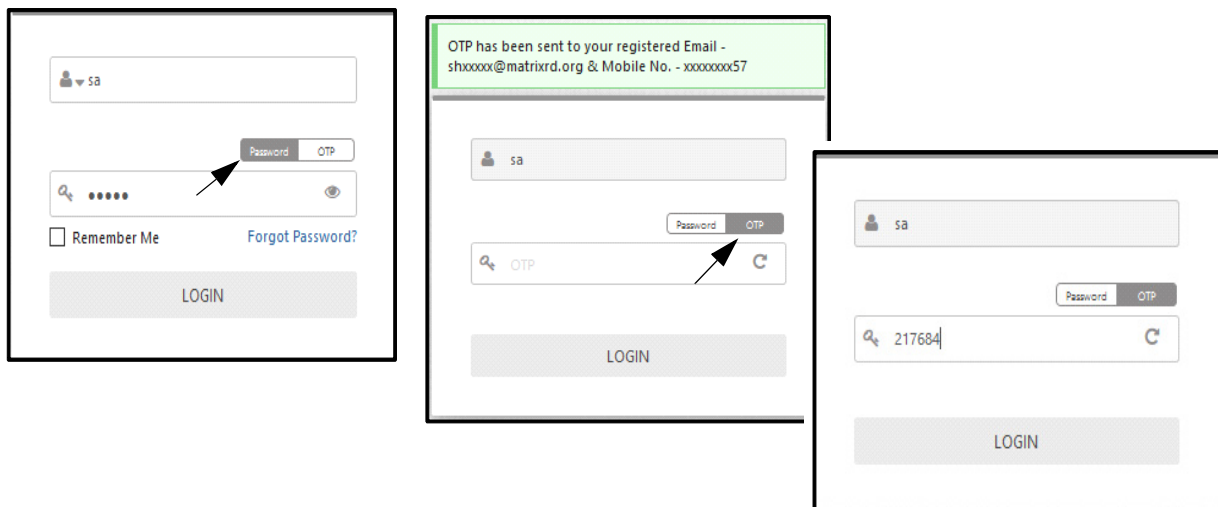 sa
Password OTP
•••••
Remember Me Forgot Password?
LOGIN
OTP has been sent to your registered Email -
shxxxxx@matrixrd.org & Mobile No. - xxxxxxxx57
sa
Password OTP
OTP
LOGIN
sa
Password OTP
217684
LOGIN